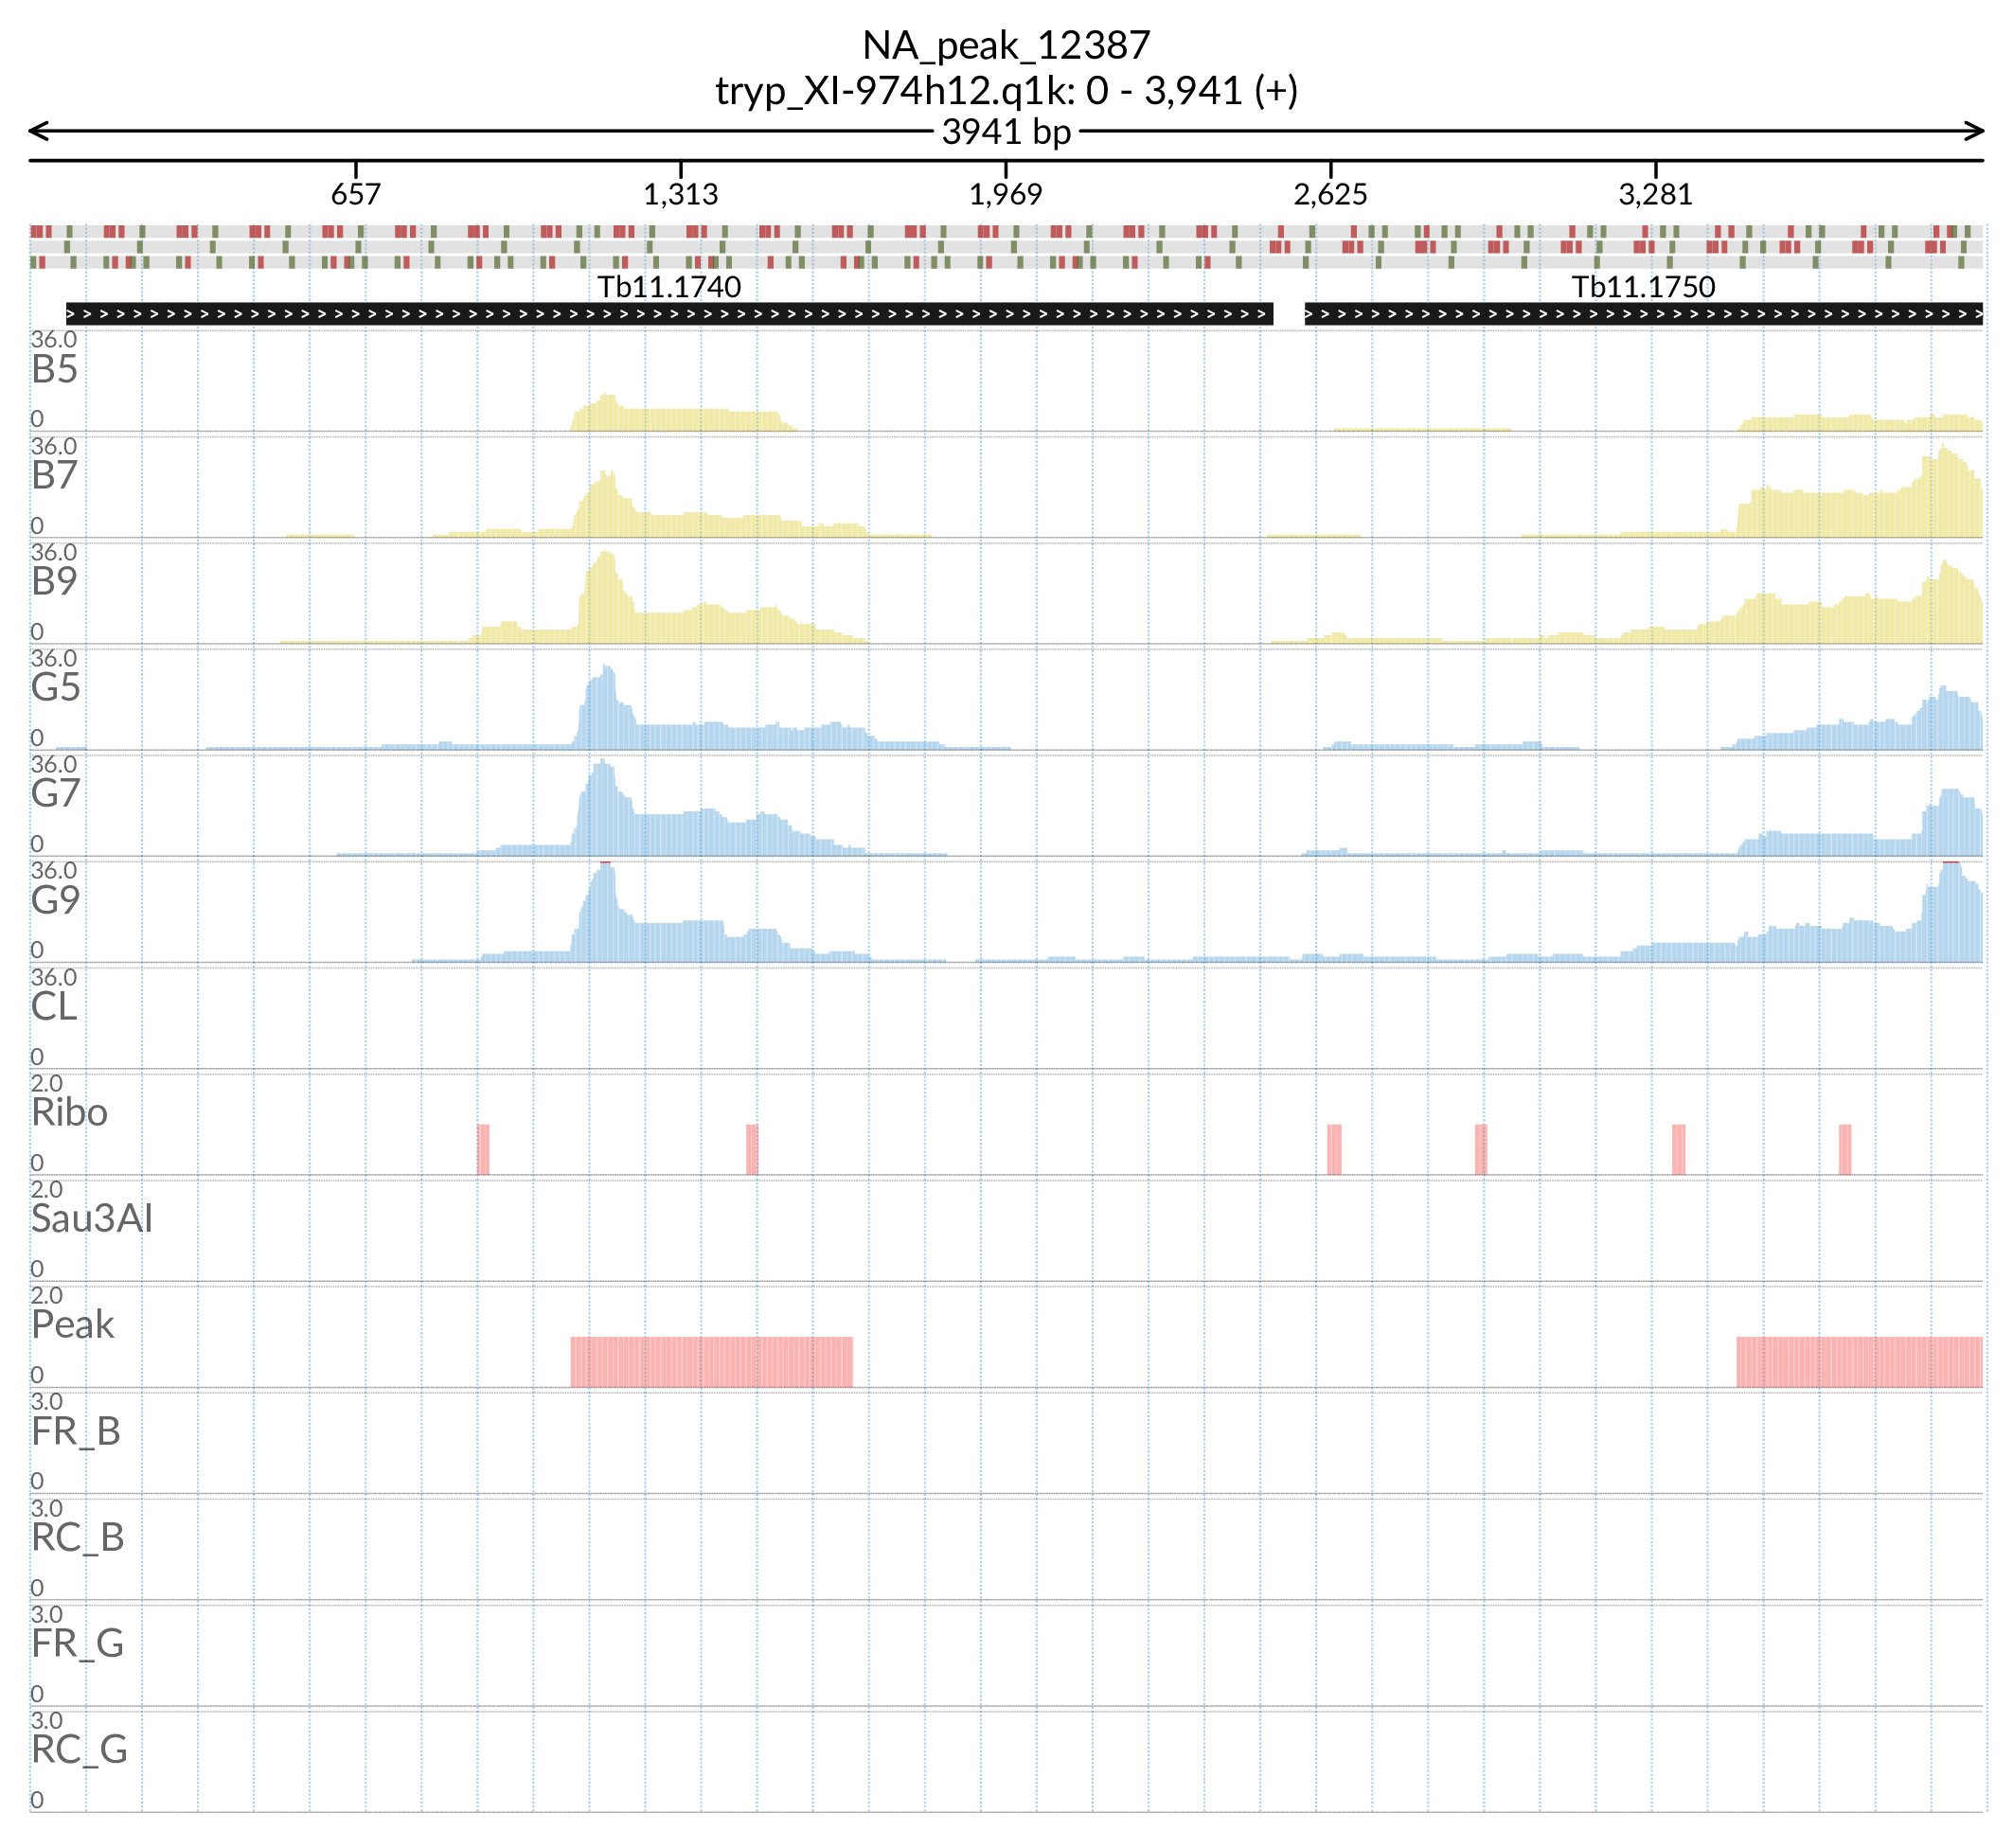 NA_peak_12387
tryp_XI-974h12.q1k: 0 - 3,941 (+)
3941 bp
657 1,313 1,969 2,625 3,281
Tb11.1740 Tb11.1750
36.0
B5
0
36.0
B7
0
36.0
B9
0
36.0
G5
0
36.0
G7
0
36.0
G9
0
36.0
CL
0
2.0
Ribo
0
2.0
Sau3AI
0
2.0
Peak
0
3.0
FR_B
0
3.0
RC_B
0
3.0
FR_G
0
3.0
RC_G
0